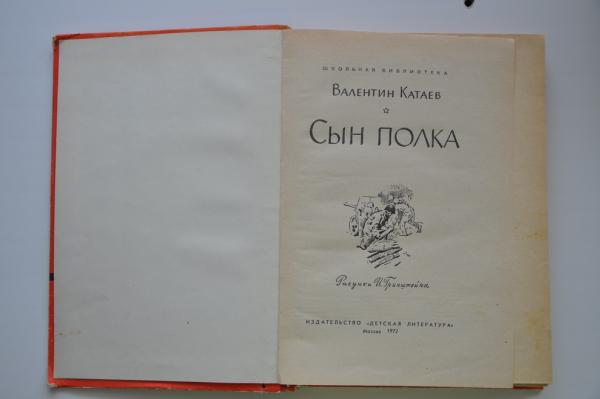 ШКОЛЬНАЯ БИБЛИОТЕКА
ВАЛЕНТИН КАТАЕВ
СЫН ПОЛКА
Рисунки И. Гринштейна
ИЗДАТЕЛЬСТВО «ДЕТСКАЯ ЛИТЕРАТУРА»
Москва 1972